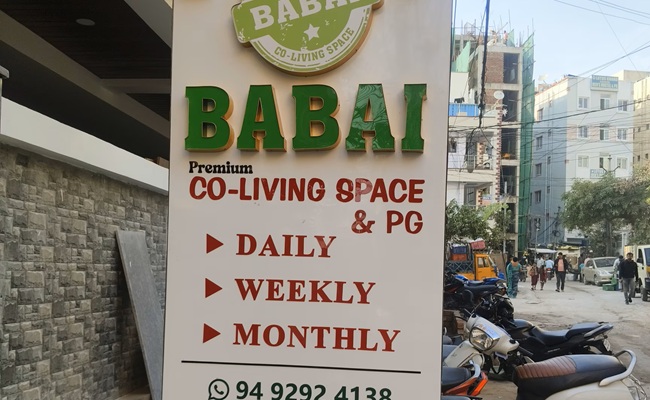 BABAI
CO-LIVING SPACE
BABAI
Premium
CO-LIVING SPACE
& PG
DAILY
WEEKLY
MONTHLY
94 9292 4138